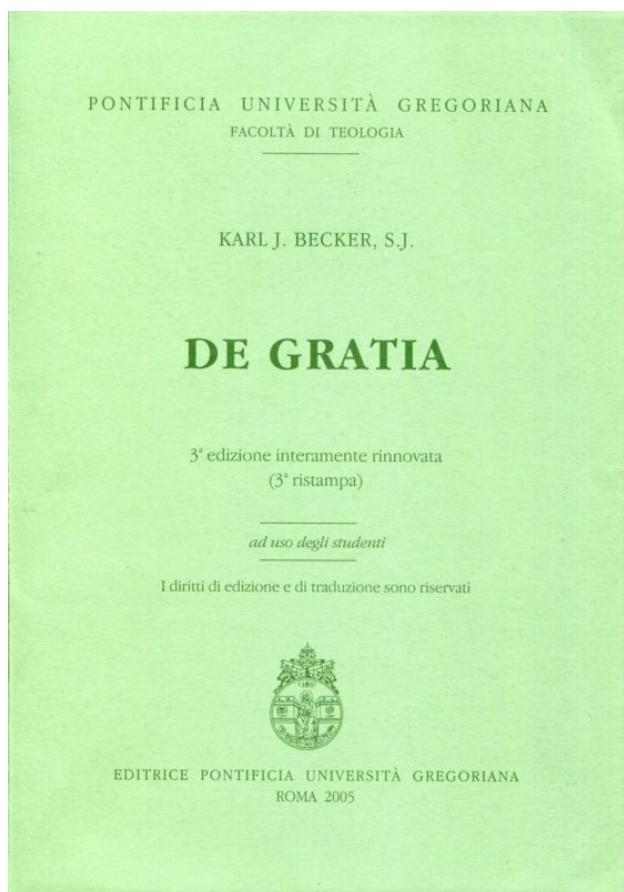 PONTIFICIA UNIVERSITÀ GREGORIANA
FACOLTÀ DI TEOLOGIA
KARL J. BECKER, S.J.
DE GRATIA
3ª edizione interamente rinnovata
(3ª ristampa)
ad uso degli studenti
I diritti di edizione e di traduzione sono riservati
EDITRICE PONTIFICIA UNIVERSITÀ GREGORIANA
ROMA 2005